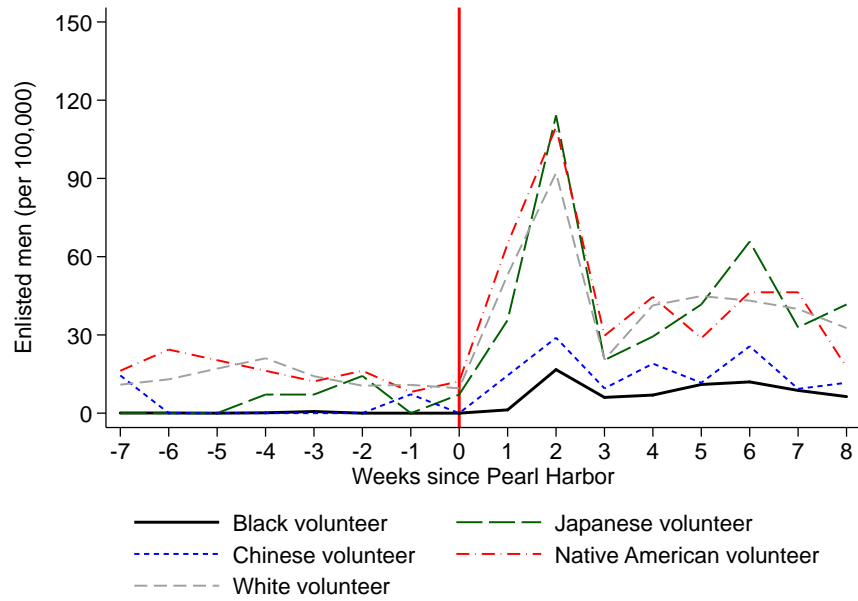 Enlisted men (per 100,000)
150
120
90
60
30
0
-7 -6 -5 -4 -3 -2 -1 0 1 2 3 4 5 6 7 8
Weeks since Pearl Harbor
Black volunteer Japanese volunteer
Chinese volunteer Native American volunteer
White volunteer